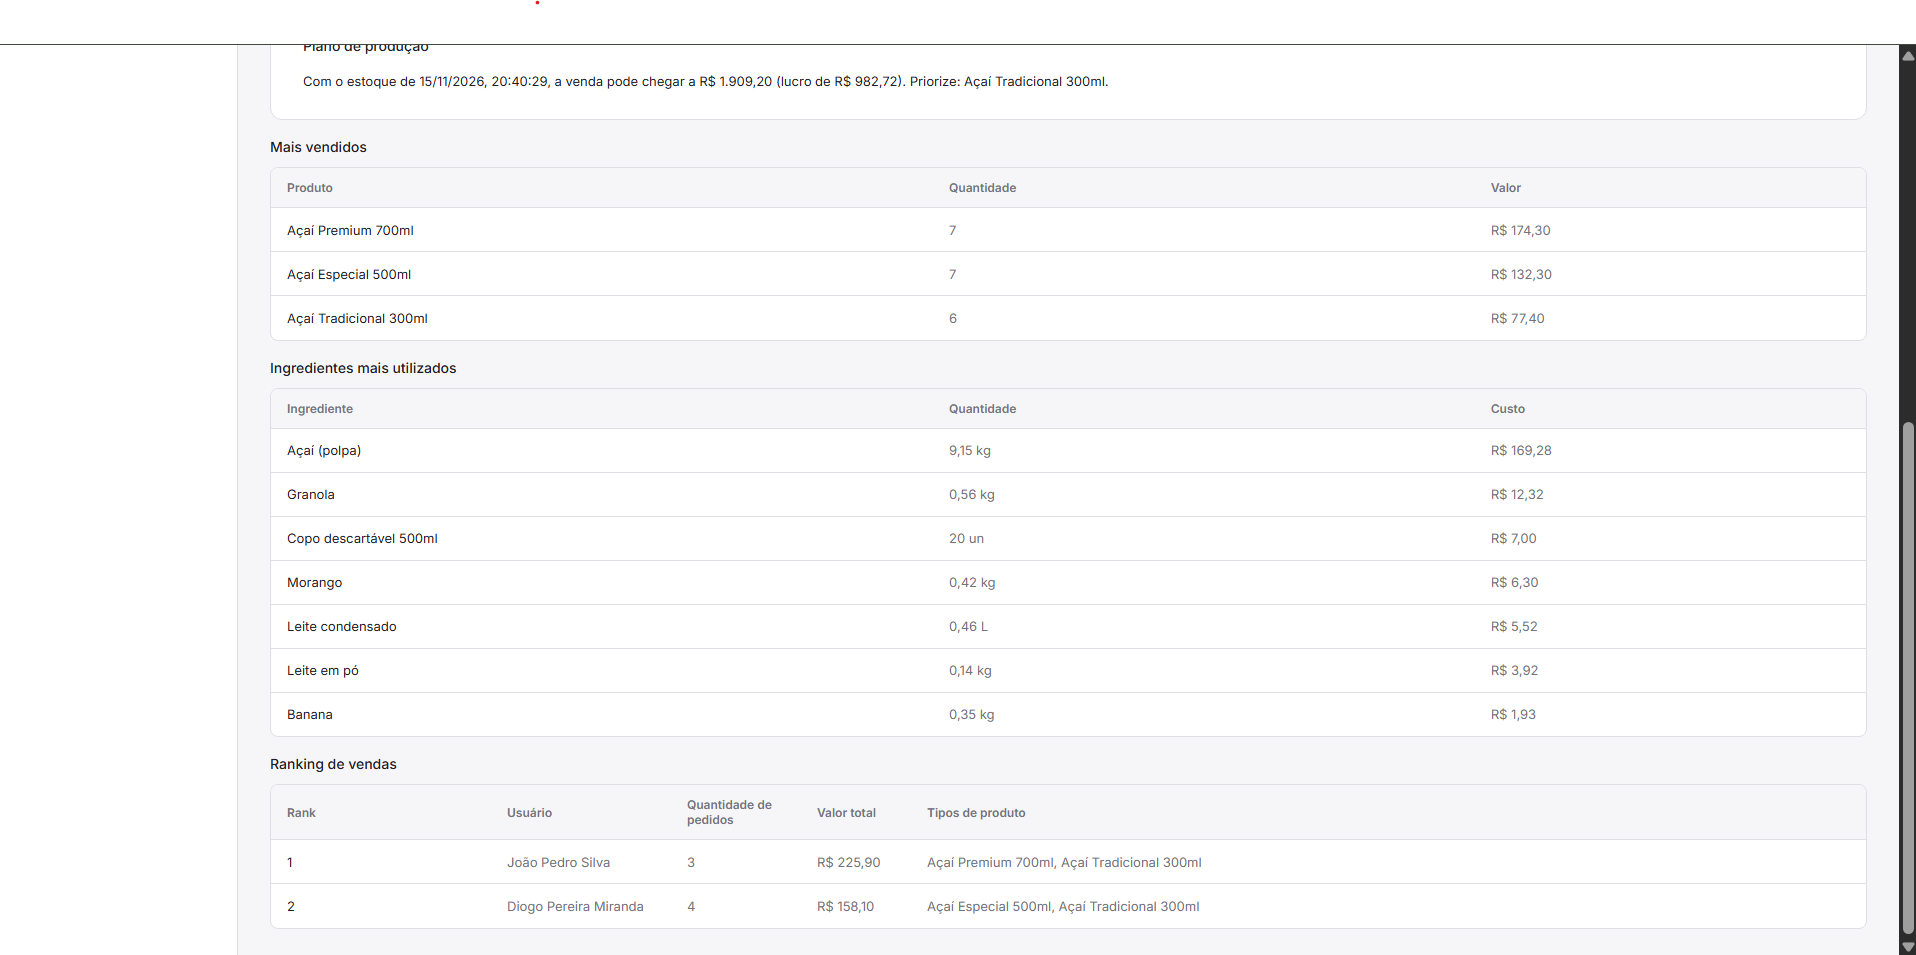 Plano de produção
Com o estoque de 15/11/2026, 20:40:29, a venda pode chegar a R$ 1.909,20 (lucro de R$ 982,72). Priorize: Açaí Tradicional 300ml.
Mais vendidos
Produto Quantidade Valor
Açaí Premium 700ml 7 R$ 174,30
Açaí Especial 500ml 7 R$ 132,30
Açaí Tradicional 300ml 6 R$ 77,40
Ingredientes mais utilizados
Ingrediente Quantidade Custo
Açaí (polpa) 9,15 kg R$ 169,28
Granola 0,56 kg R$ 12,32
Copo descartável 500ml 20 un R$ 7,00
Morango 0,42 kg R$ 6,30
Leite condensado 0,46 L R$ 5,52
Leite em pó 0,14 kg R$ 3,92
Banana 0,35 kg R$ 1,93
Ranking de vendas
Rank Usuário Quantidade de pedidos Valor total Tipos de produto
1 João Pedro Silva 3 R$ 225,90 Açaí Premium 700ml, Açaí Tradicional 300ml
2 Diogo Pereira Miranda 4 R$ 158,10 Açaí Especial 500ml, Açaí Tradicional 300ml